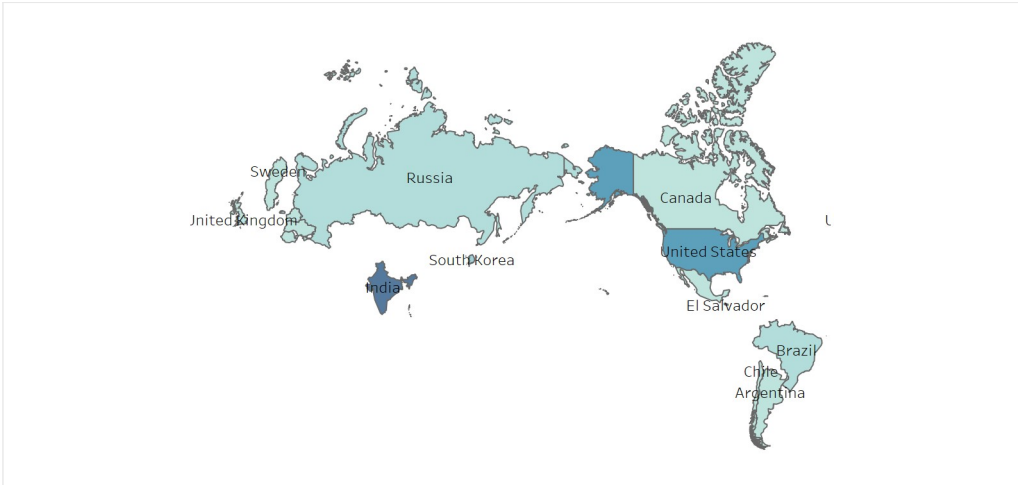 Sweden
Russia
Canada
United Kingdom
U
United States
South Korea
India
El Salvador
Brazil
Chile
Argentina